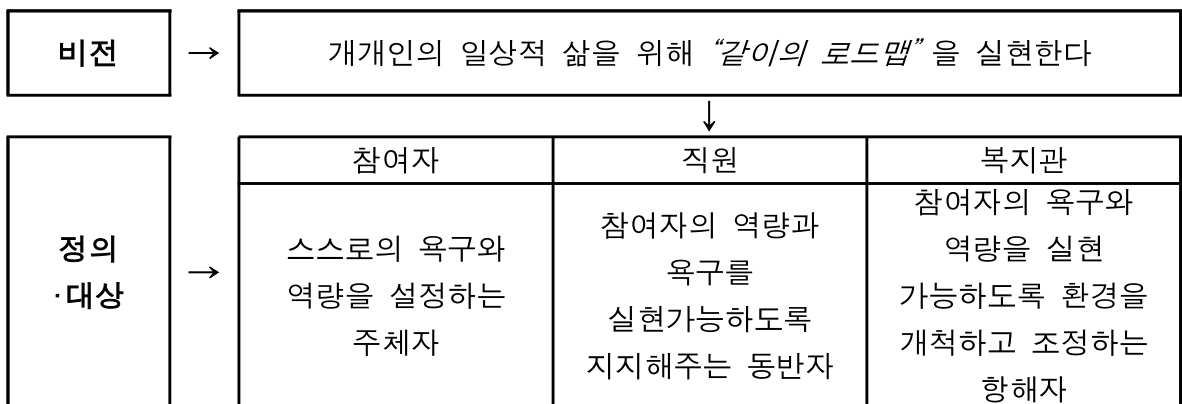 비전 → 개개인의 일상적 삶을 위해 “같이의 로드맵” 을 실현한다
↓
참여자 직원 복지관
정의
·대상
→
스스로의 욕구와
역량을 설정하는
주체자
참여자의 역량과
욕구를
실현가능하도록
지지해주는 동반자
참여자의 욕구와
역량을 실현
가능하도록 환경을
개척하고 조정하는
항해자